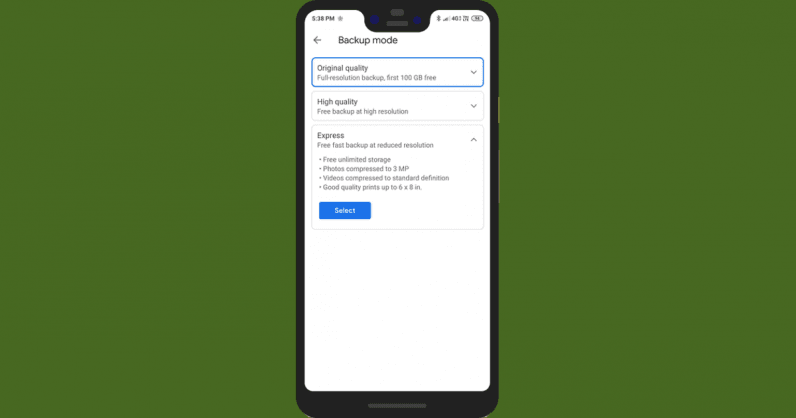 5:38 PM
4G
Backup mode
Original quality
Full-resolution backup, first 100 GB free
High quality
Free backup at high resolution
Express
Free fast backup at reduced resolution
• Free unlimited storage
• Photos compressed to 3 MP
• Videos compressed to standard definition
• Good quality prints up to 6 x 8 in.
Select